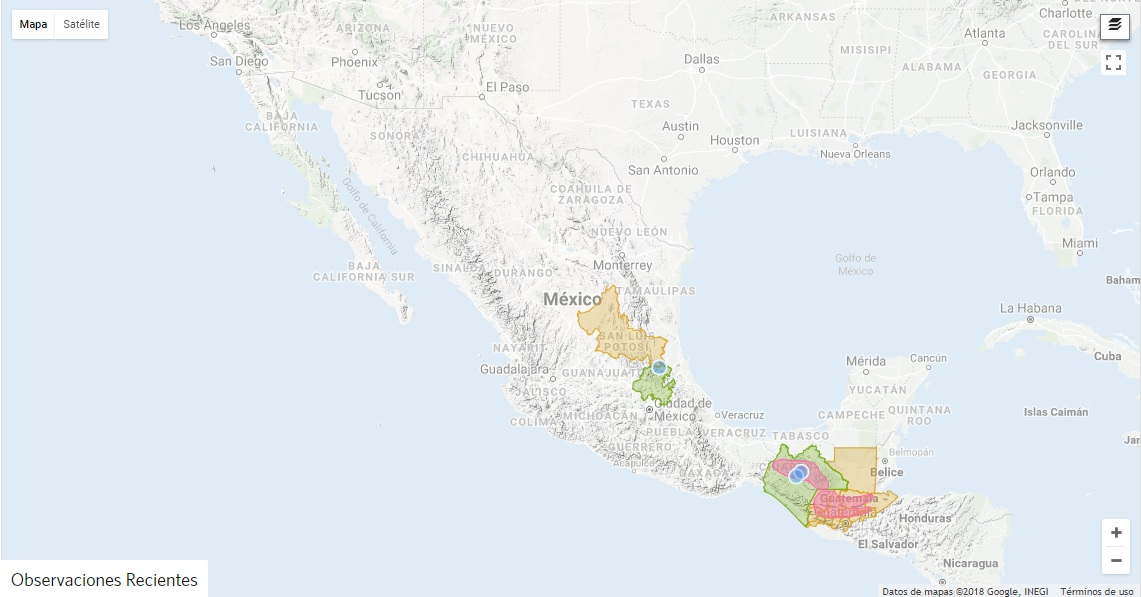 Mapa Satélite
Los Ángeles
San Diego
ARIZONA
Phoenix
Tucson
NUEVO
MÉXICO
El Paso
ARKANSAS
Charlotte
Atlanta
CAROLINA
DEL SUR
MISISIPI
ALABAMA
GEORGIA
Dallas
TEXAS
Austin
Houston
San Antonio
LUISIANA
Nueva Orleans
Jacksonville
Orlando
Tampa
FLORIDA
Miami
BAJA
CALIFORNIA
SONORA
CHIHUAHUA
COAHUILA DE
ZARAGOZA
Golfo de California
NUEVO LEÓN
BAJA
CALIFORNIA SUR
SINALOA
DURANGO
Monterrey
TAMAULIPAS
México
Golfo de
México
Baham
La Habana
Cuba
SAN LUIS
POTOSÍ
NAYARIT
Guadalajara
GUANAJUATO
JALISCO
Ciudad de
México
COLIMA
MICHOACÁN
PUEBLA
VERACRUZ
Veracruz
GUERRERO
Acapulco
OAXACA
TABASCO
Mérida
Cancún
YUCATÁN
CAMPECHE
QUINTANA
ROO
Islas Caimán
Jar
Belmopán
Belice
Guatemala
Guatemala
Honduras
El Salvador
Nicaragua
Observaciones Recientes
Datos de mapas ©2018 Google, INEGI Términos de uso